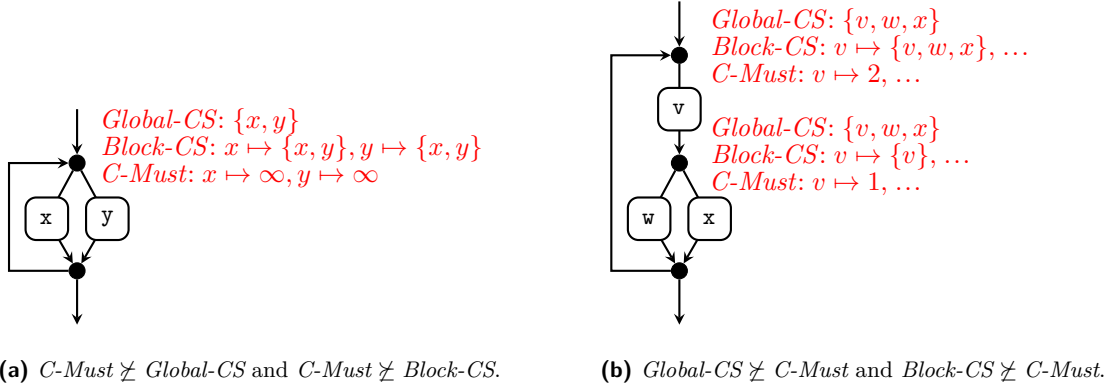 Global-CS: {x, y}
Block-CS: x ↦ {x, y}, y ↦ {x, y}
C-Must: x ↦ ∞, y ↦ ∞
x
y
(a) C-Must ⋡ Global-CS and C-Must ⋡ Block-CS.
Global-CS: {v, w, x}
Block-CS: v ↦ {v, w, x}, …
C-Must: v ↦ 2, …
v
Global-CS: {v, w, x}
Block-CS: v ↦ {v}, …
C-Must: v ↦ 1, …
w
x
(b) Global-CS ⋡ C-Must and Block-CS ⋡ C-Must.